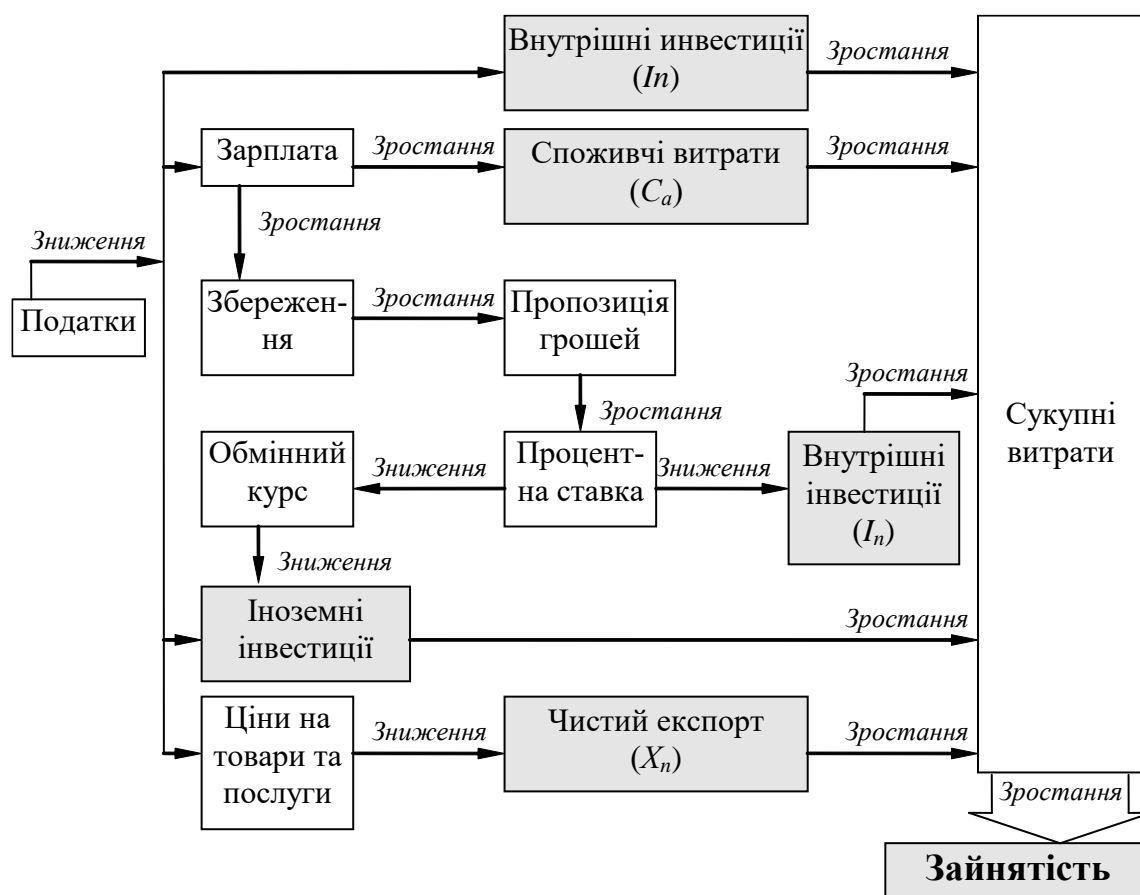 Внутрішні инвестиції
(In)
Зростання
Зарплата
Зростання
Споживчі витрати
(Ca)
Зростання
Зростання
Зниження
Податки
Збережен-
ня
Зростання
Пропозиція
грошей
Зростання
Зростання
Сукупні
витрати
Обмінний
курс
Зниження
Процент-
на ставка
Зниження
Внутрішні
інвестиції
(In)
Зниження
Іноземні
інвестиції
Зростання
Ціни на
товари та
послуги
Зниження
Чистий експорт
(Xn)
Зростання
Зростання
Зайнятість